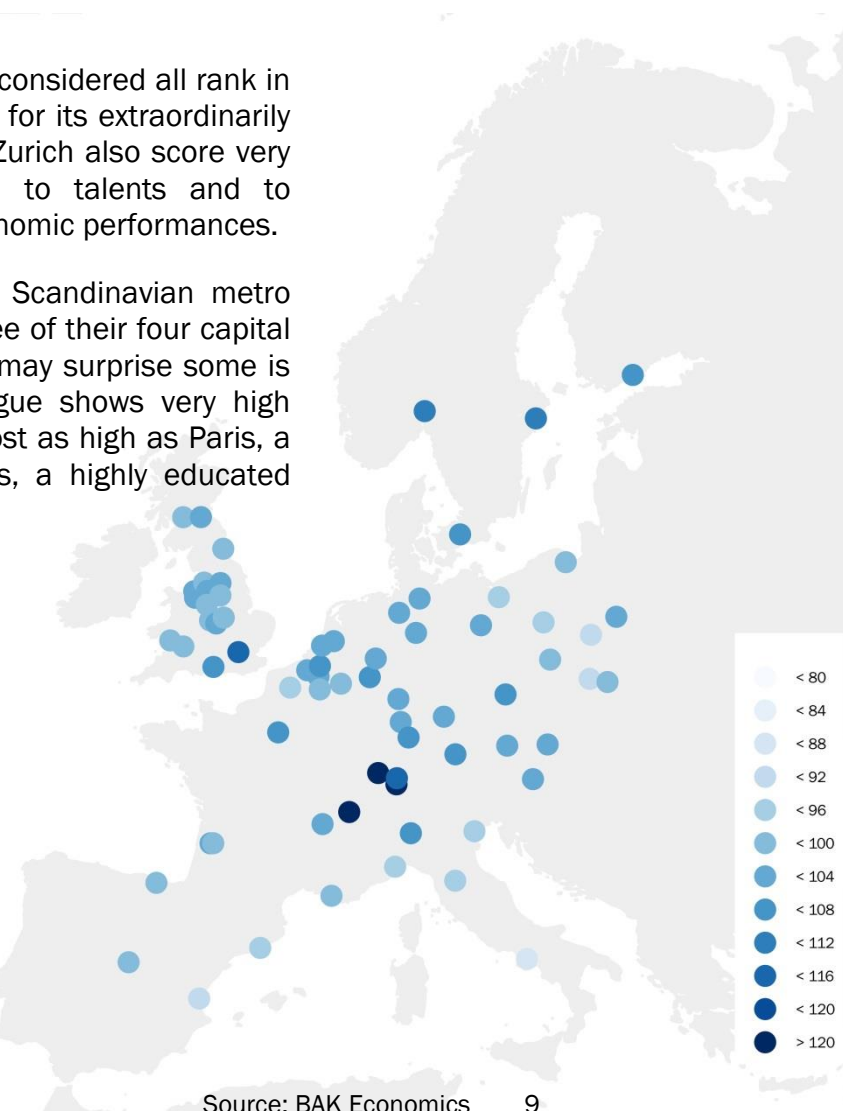 considered all rank in
for its extraordinarily
Zurich also score very
to talents and to
nomic performances.
Scandinavian metro
ee of their four capital
may surprise some is
gue shows very high
ost as high as Paris, a
s, a highly educated
< 80
< 84
< 88
< 92
< 96
< 100
< 104
< 108
< 112
< 116
< 120
> 120
Source: BAK Economics 9